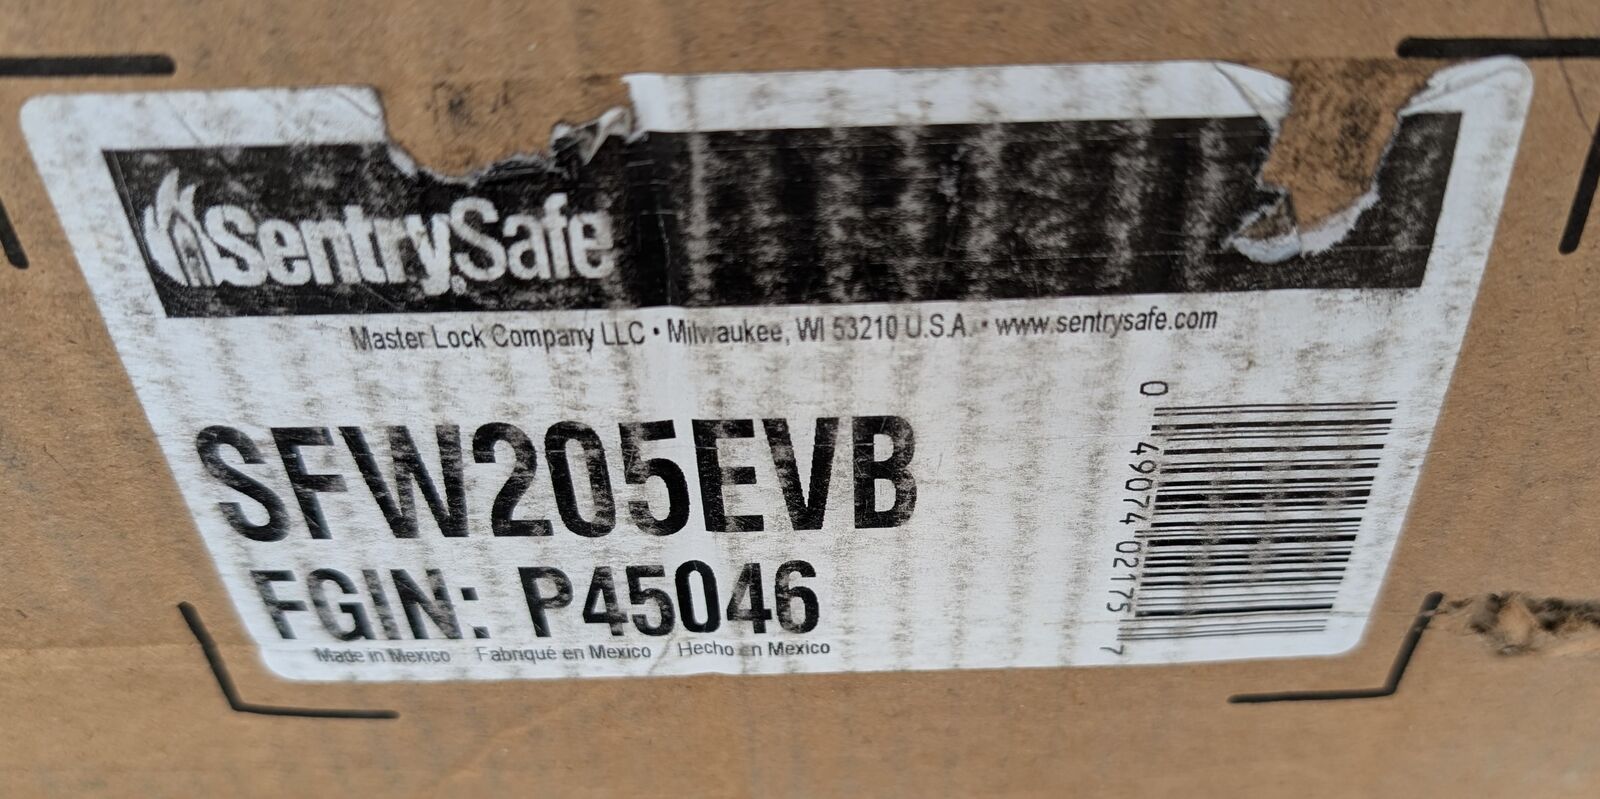 SentrySafe
Master Lock Company LLC • Milwaukee, WI 53210 U.S.A. • www.sentrysafe.com
SFW205EVB
FGIN: P45046
Made in Mexico Fabriqué en Mexico Hecho en Mexico
0 49074 02175 7